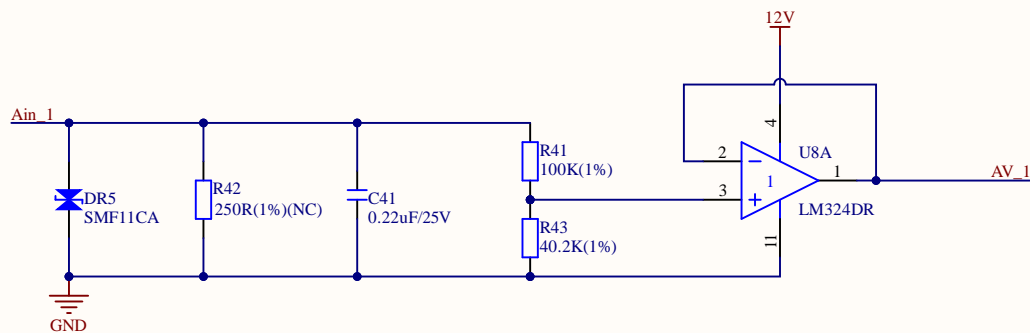 12V
Ain_1
4
R41
100K(1%)
2
U8A
1
1
AV_1
DR5
SMF11CA
R42
250R(1%)(NC)
C41
0.22uF/25V
3
LM324DR
R43
40.2K(1%)
11
GND